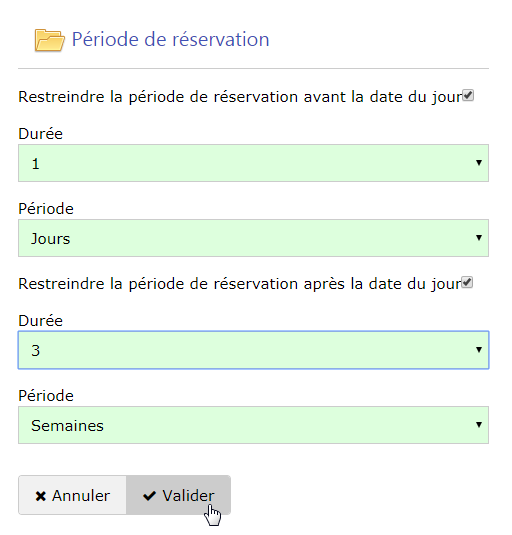 Période de réservation
Restreindre la période de réservation avant la date du jour
Durée
1
Période
Jours
Restreindre la période de réservation après la date du jour
Durée
3
Période
Semaines
Annuler Valider